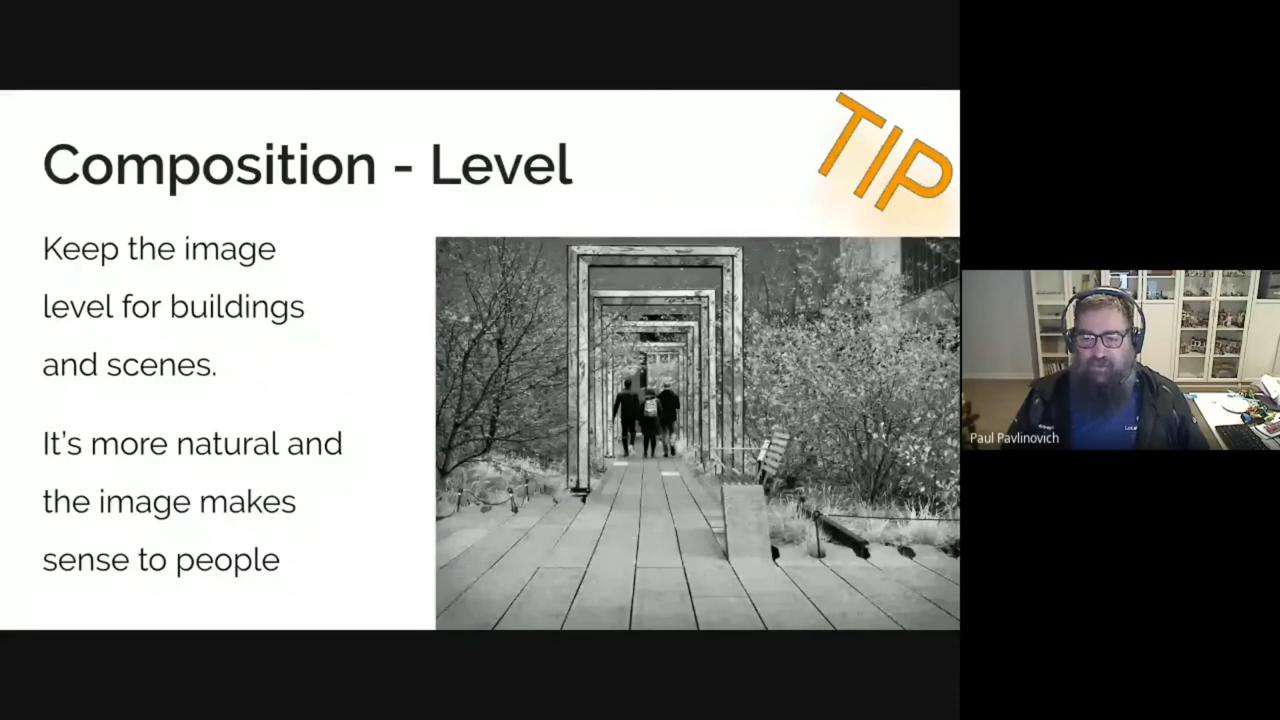 TIP
Composition - Level
Keep the image
level for buildings
and scenes.
It's more natural and
the image makes
sense to people
Paul Pavlinovich